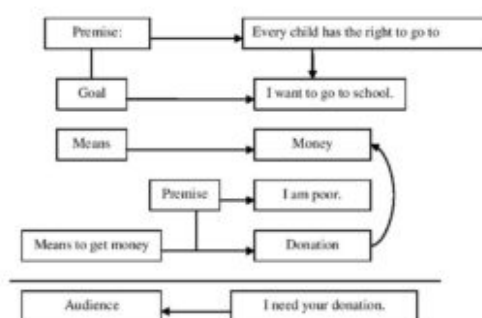 Premise:
Every child has the right to go to
Goal
I want to go to school.
Means
Money
Premise
I am poor.
Means to get money
Donation
Audience
I need your donation.